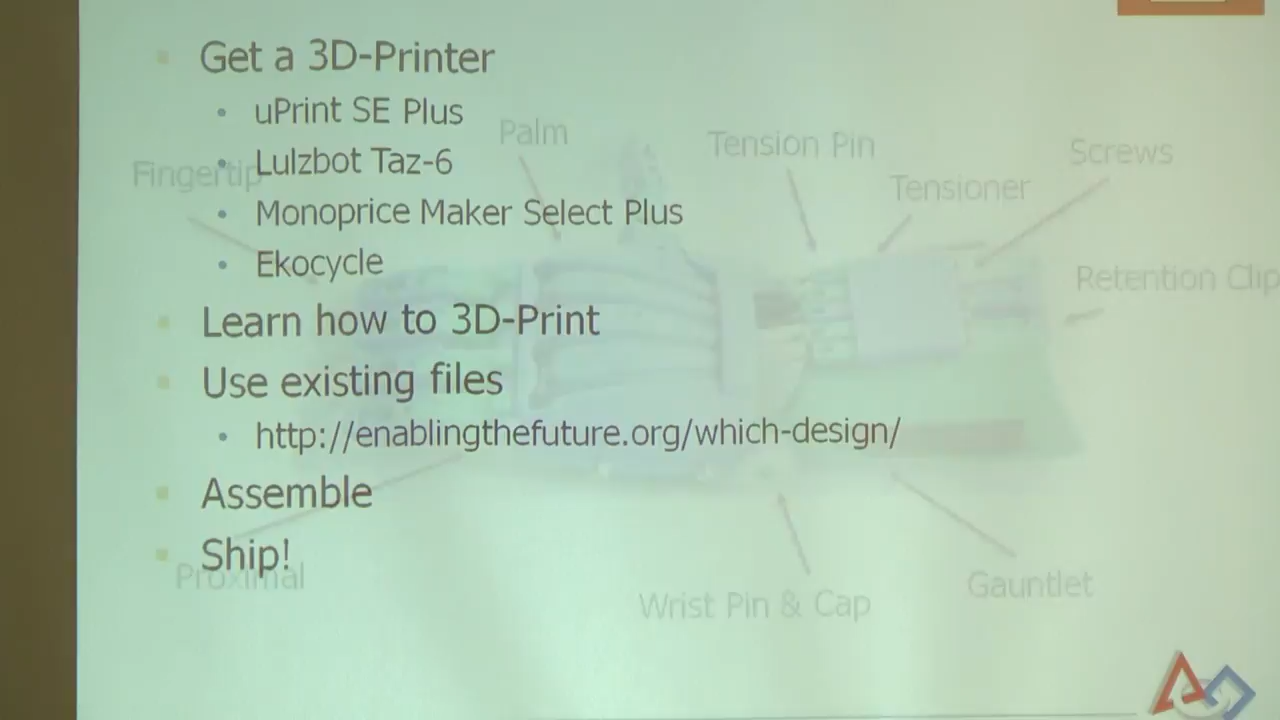 Get a 3D-Printer
uPrint SE Plus
Lulzbot Taz-6
Monoprice Maker Select Plus
Ekocycle
Learn how to 3D-Print
Use existing files
http://enablingthefuture.org/which-design/
Assemble
Ship!
Fingertip
Palm
Tension Pin
Tensioner
Screws
Retention Clip
Proximal
Wrist Pin & Cap
Gauntlet